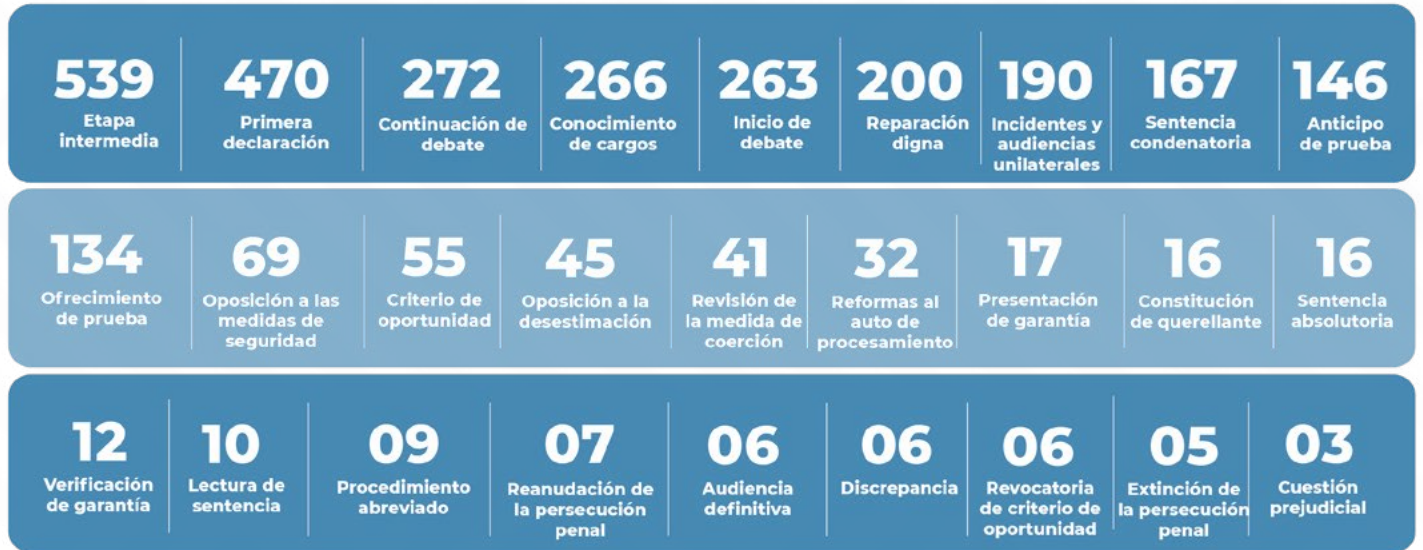 539
Etapa
intermedia
470
Primera
declaración
272
Continuación de
debate
266
Conocimiento
de cargos
263
Inicio de
debate
200
Reparación
digna
190
Incidentes y
audiencias
unilaterales
167
Sentencia
condenatoria
146
Anticipo
de prueba
134
Ofrecimiento
de prueba
69
Oposición a las
medidas de
seguridad
55
Criterio de
oportunidad
45
Oposición a la
desestimación
41
Revisión de
la medida de
coerción
32
Reformas al
auto de
procesamiento
17
Presentación
de garantía
16
Constitución
de querellante
16
Sentencia
absolutoria
12
Verificación
de garantía
10
Lectura de
sentencia
09
Procedimiento
abreviado
07
Reanudación de
la persecución
penal
06
Audiencia
definitiva
06
Discrepancia
06
Revocatoria
de criterio de
oportunidad
05
Extinción de
la persecución
penal
03
Cuestión
prejudicial